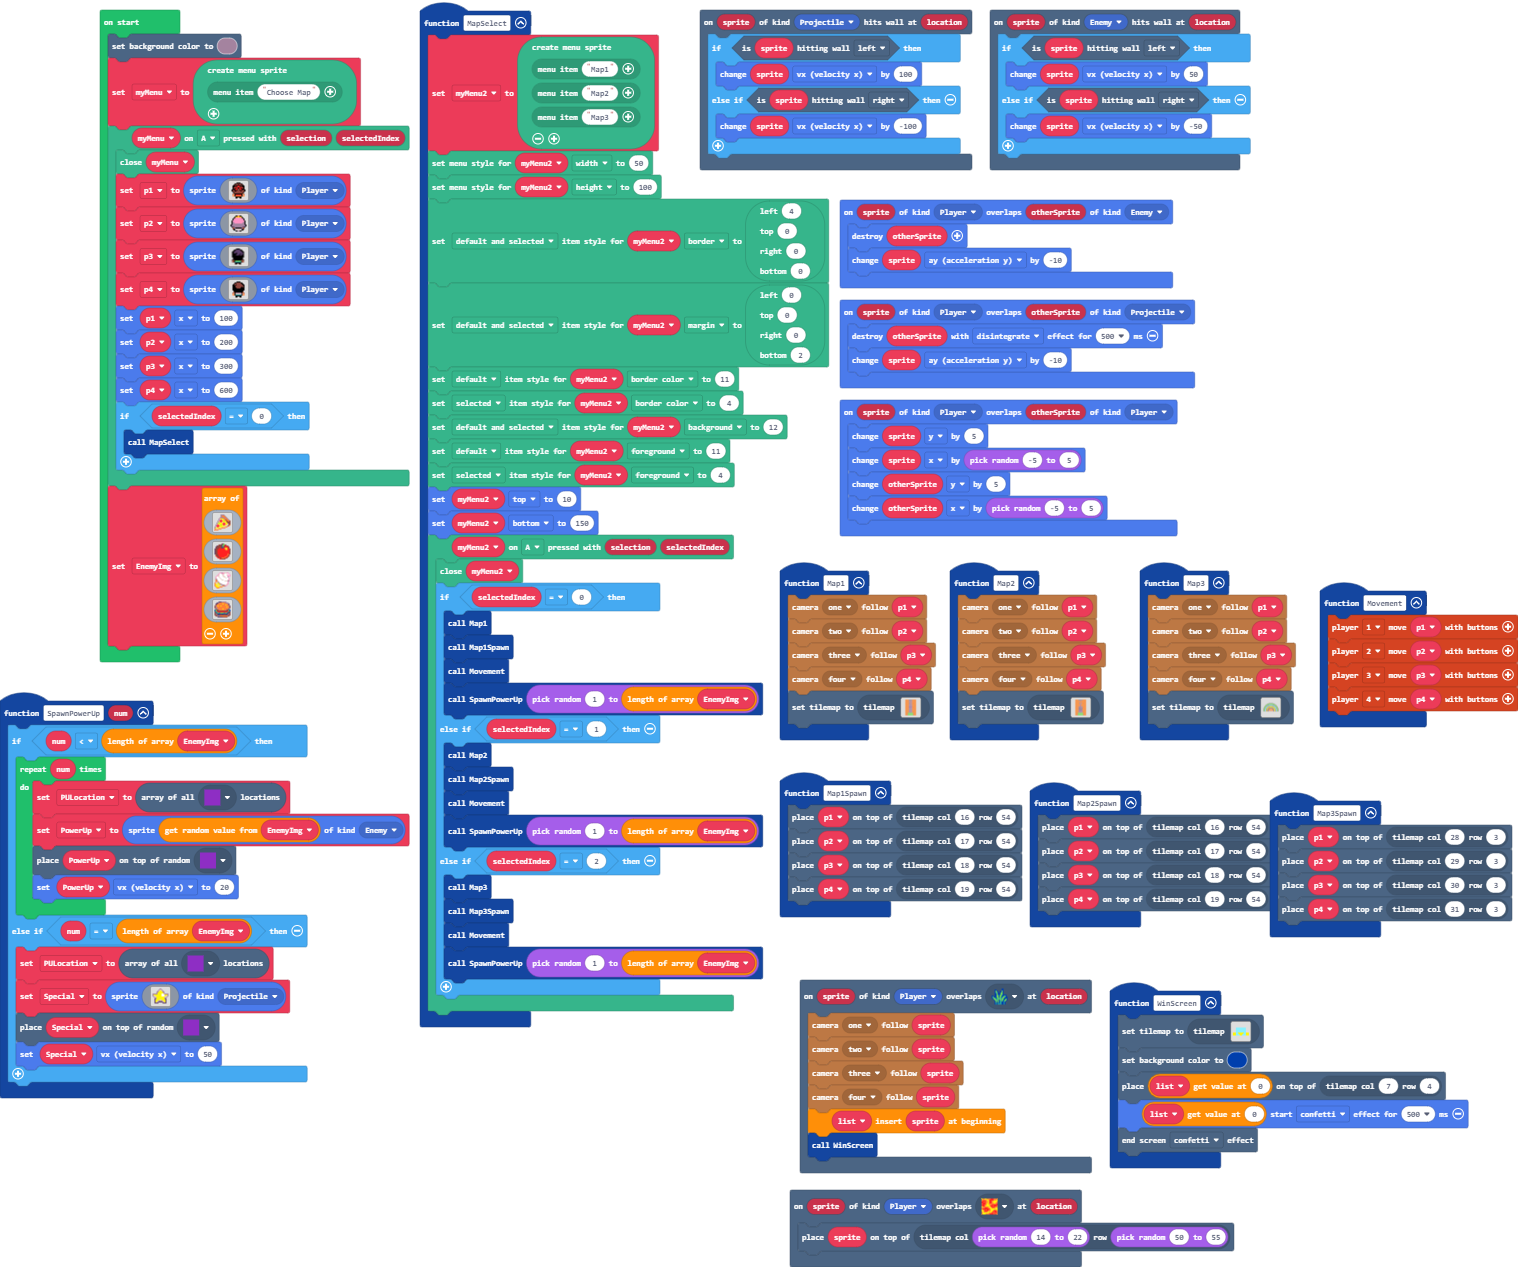 on start
set background color to
set myMenu to create menu sprite
menu item "Choose Map"
myMenu on A pressed with selection selectedIndex
close myMenu
set p1 to sprite of kind Player
set p2 to sprite of kind Player
set p3 to sprite of kind Player
set p4 to sprite of kind Player
set p1 x to 100
set p2 x to 200
set p3 x to 300
set p4 x to 600
if selectedIndex = 0 then
call MapSelect
set EnemyImg to array of
function SpawnPowerUp num
if num < length of array EnemyImg then
repeat num times
do
set PULocation to array of all locations
set PowerUp to sprite get random value from EnemyImg of kind Enemy
place PowerUp on top of random
set PowerUp vx (velocity x) to 20
else if num = length of array EnemyImg then
set PULocation to array of all locations
set Special to sprite of kind Projectile
place Special on top of random
set Special vx (velocity x) to 50
function MapSelect
set myMenu2 to create menu sprite
menu item "Map1"
menu item "Map2"
menu item "Map3"
set menu style for myMenu2 width to 50
set menu style for myMenu2 height to 100
set default and selected item style for myMenu2 border to
left 4
top 0
right 0
bottom 0
set default and selected item style for myMenu2 margin to
left 0
top 0
right 0
bottom 2
set default item style for myMenu2 border color to 11
set selected item style for myMenu2 border color to 4
set default and selected item style for myMenu2 background to 12
set default item style for myMenu2 foreground to 11
set selected item style for myMenu2 foreground to 4
set myMenu2 top to 10
set myMenu2 bottom to 150
myMenu2 on A pressed with selection selectedIndex
close myMenu2
if selectedIndex = 0 then
call Map1
call Map1Spawn
call Movement
call SpawnPowerUp pick random 1 to length of array EnemyImg
else if selectedIndex = 1 then
call Map2
call Map2Spawn
call Movement
call SpawnPowerUp pick random 1 to length of array EnemyImg
else if selectedIndex = 2 then
call Map3
call Map3Spawn
call Movement
call SpawnPowerUp pick random 1 to length of array EnemyImg
on sprite of kind Projectile hits wall at location
if is sprite hitting wall left then
change sprite vx (velocity x) by 100
else if is sprite hitting wall right then
change sprite vx (velocity x) by -100
on sprite of kind Enemy hits wall at location
if is sprite hitting wall left then
change sprite vx (velocity x) by 50
else if is sprite hitting wall right then
change sprite vx (velocity x) by -50
on sprite of kind Player overlaps otherSprite of kind Enemy
destroy otherSprite
change sprite ay (acceleration y) by -10
on sprite of kind Player overlaps otherSprite of kind Projectile
destroy otherSprite with disintegrate effect for 500 ms
change sprite ay (acceleration y) by -10
on sprite of kind Player overlaps otherSprite of kind Player
change sprite y by 5
change sprite x by pick random -5 to 5
change otherSprite y by 5
change otherSprite x by pick random -5 to 5
function Map1
camera one follow p1
camera two follow p2
camera three follow p3
camera four follow p4
set tilemap to tilemap
function Map2
camera one follow p1
camera two follow p2
camera three follow p3
camera four follow p4
set tilemap to tilemap
function Map3
camera one follow p1
camera two follow p2
camera three follow p3
camera four follow p4
set tilemap to tilemap
function Movement
player 1 move p1 with buttons
player 2 move p2 with buttons
player 3 move p3 with buttons
player 4 move p4 with buttons
function Map1Spawn
place p1 on top of tilemap col 16 row 54
place p2 on top of tilemap col 17 row 54
place p3 on top of tilemap col 18 row 54
place p4 on top of tilemap col 19 row 54
function Map2Spawn
place p1 on top of tilemap col 16 row 54
place p2 on top of tilemap col 17 row 54
place p3 on top of tilemap col 18 row 54
place p4 on top of tilemap col 19 row 54
function Map3Spawn
place p1 on top of tilemap col 28 row 3
place p2 on top of tilemap col 29 row 3
place p3 on top of tilemap col 30 row 3
place p4 on top of tilemap col 31 row 3
on sprite of kind Player overlaps at location
camera one follow sprite
camera two follow sprite
camera three follow sprite
camera four follow sprite
list insert sprite at beginning
call WinScreen
function WinScreen
set tilemap to tilemap
set background color to
place list get value at 0 on top of tilemap col 7 row 4
list get value at 0 start confetti effect for 500 ms
end screen confetti effect
on sprite of kind Player overlaps at location
place sprite on top of tilemap col pick random 14 to 22 row pick random 50 to 55